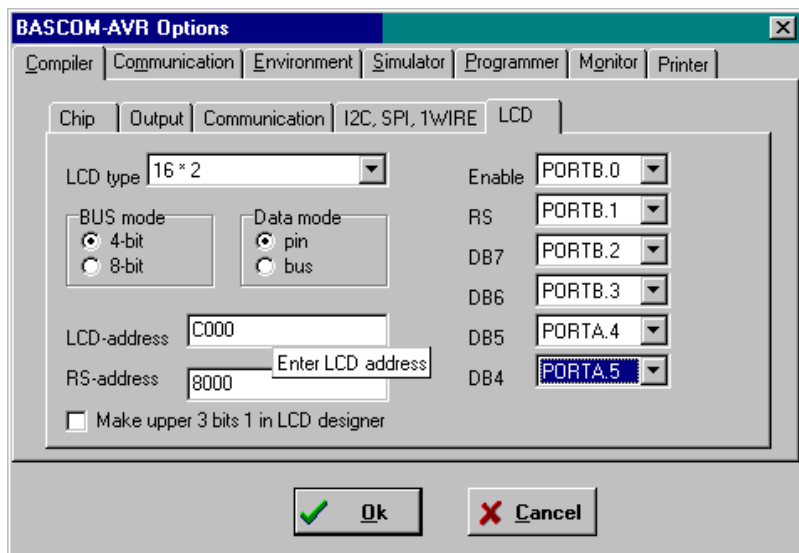 BASCOM-AVR Options
Compiler Communication Environment Simulator Programmer Monitor Printer
Chip Output Communication I2C, SPI, 1WIRE LCD
LCD type 16 * 2
BUS mode
4-bit
8-bit
Data mode
pin
bus
LCD-address C000
Enter LCD address
RS-address 8000
Make upper 3 bits 1 in LCD designer
Enable PORTB.0
RS PORTB.1
DB7 PORTB.2
DB6 PORTB.3
DB5 PORTA.4
DB4 PORTA.5
Ok Cancel